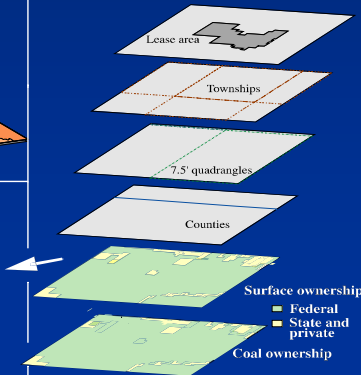 Lease area
Townships
7.5' quadrangles
Counties
Surface ownership
Federal
State and
private
Coal ownership